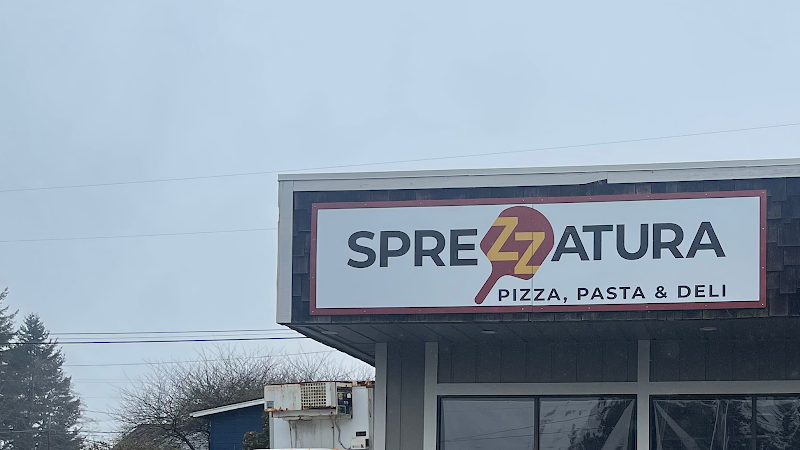 SPREZZATURA
PIZZA, PASTA & DELI